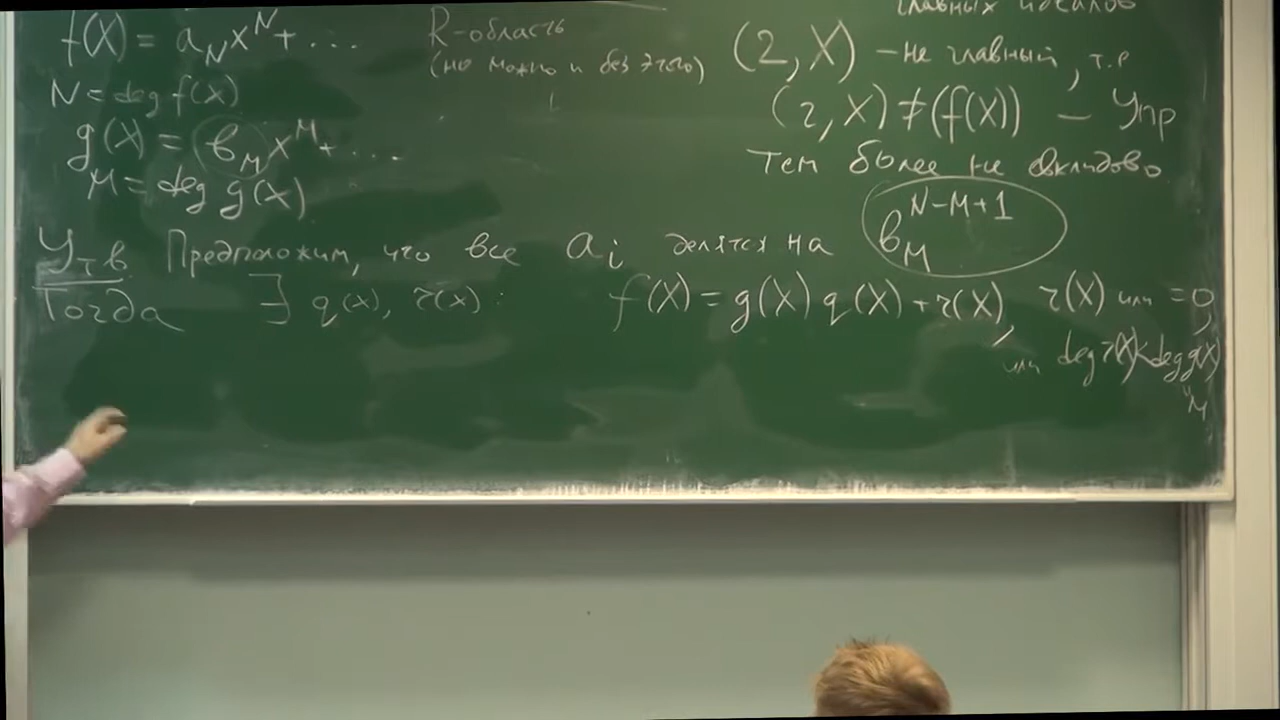 f(X) = a_N X^N + ...
N = deg f(X)
g(X) = b_M X^M + ...
M = deg g(X)
R-область
(но можно и без этого)
главных идеалов
(2, X) – не главный, т.е
(2, X) ≠ (f(X)) – Упр
Тем более не евклидово
Утв. Предположим, что все a_i делятся на b_M^{N-M+1}
Тогда ∃ q(x), r(x): f(X) = g(X) q(X) + r(X), r(X) или = 0,
или deg r(X) < deg g(X)
" M